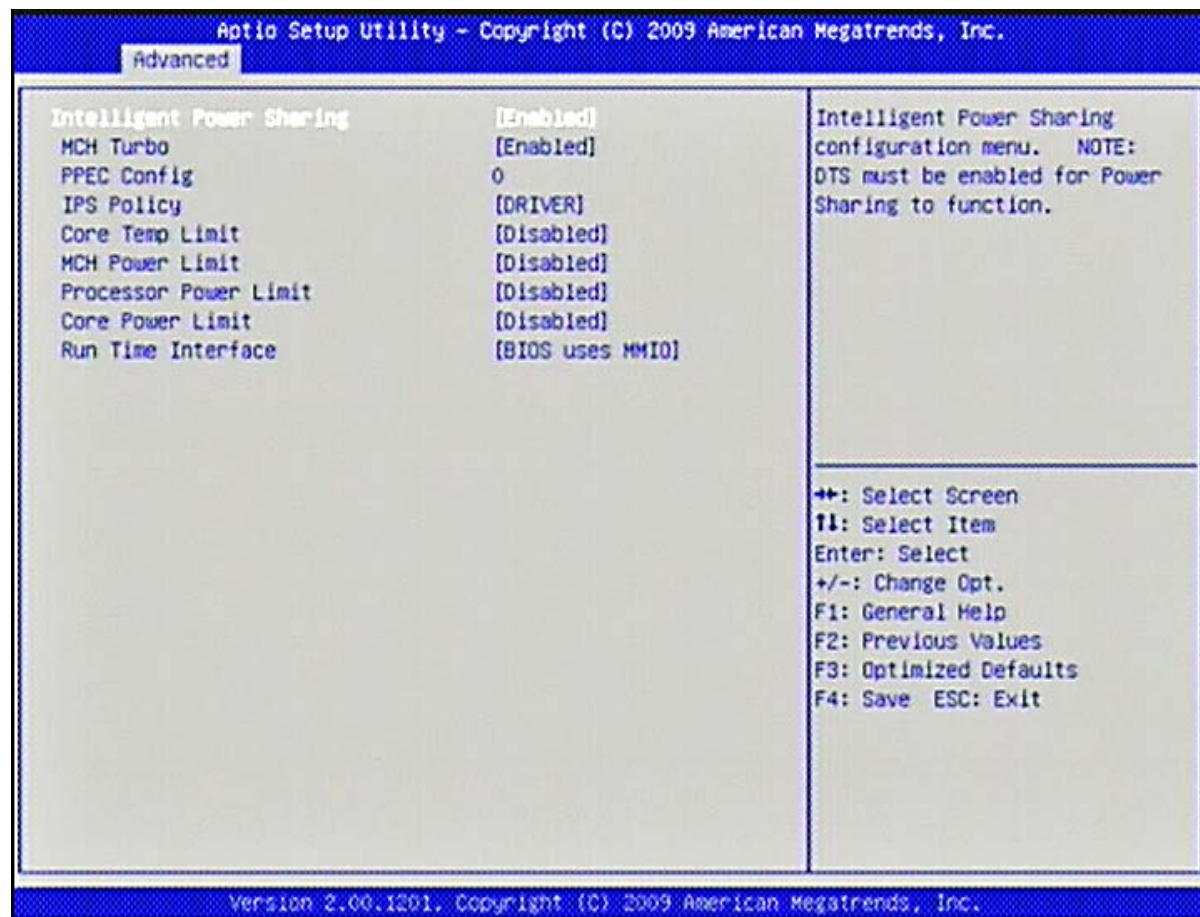 Aptio Setup Utility - Copyright (C) 2009 American Megatrends, Inc.
Advanced
Intelligent Power Sharing [Enabled]
MCH Turbo [Enabled]
PPEC Config 0
IPS Policy [DRIVER]
Core Temp Limit [Disabled]
MCH Power Limit [Disabled]
Processor Power Limit [Disabled]
Core Power Limit [Disabled]
Run Time Interface [BIOS uses MMIO]
Intelligent Power Sharing
configuration menu. NOTE:
DTS must be enabled for Power
Sharing to function.
→←: Select Screen
↑↓: Select Item
Enter: Select
+/-: Change Opt.
F1: General Help
F2: Previous Values
F3: Optimized Defaults
F4: Save ESC: Exit
Version 2.00.1201. Copyright (C) 2009 American Megatrends, Inc.